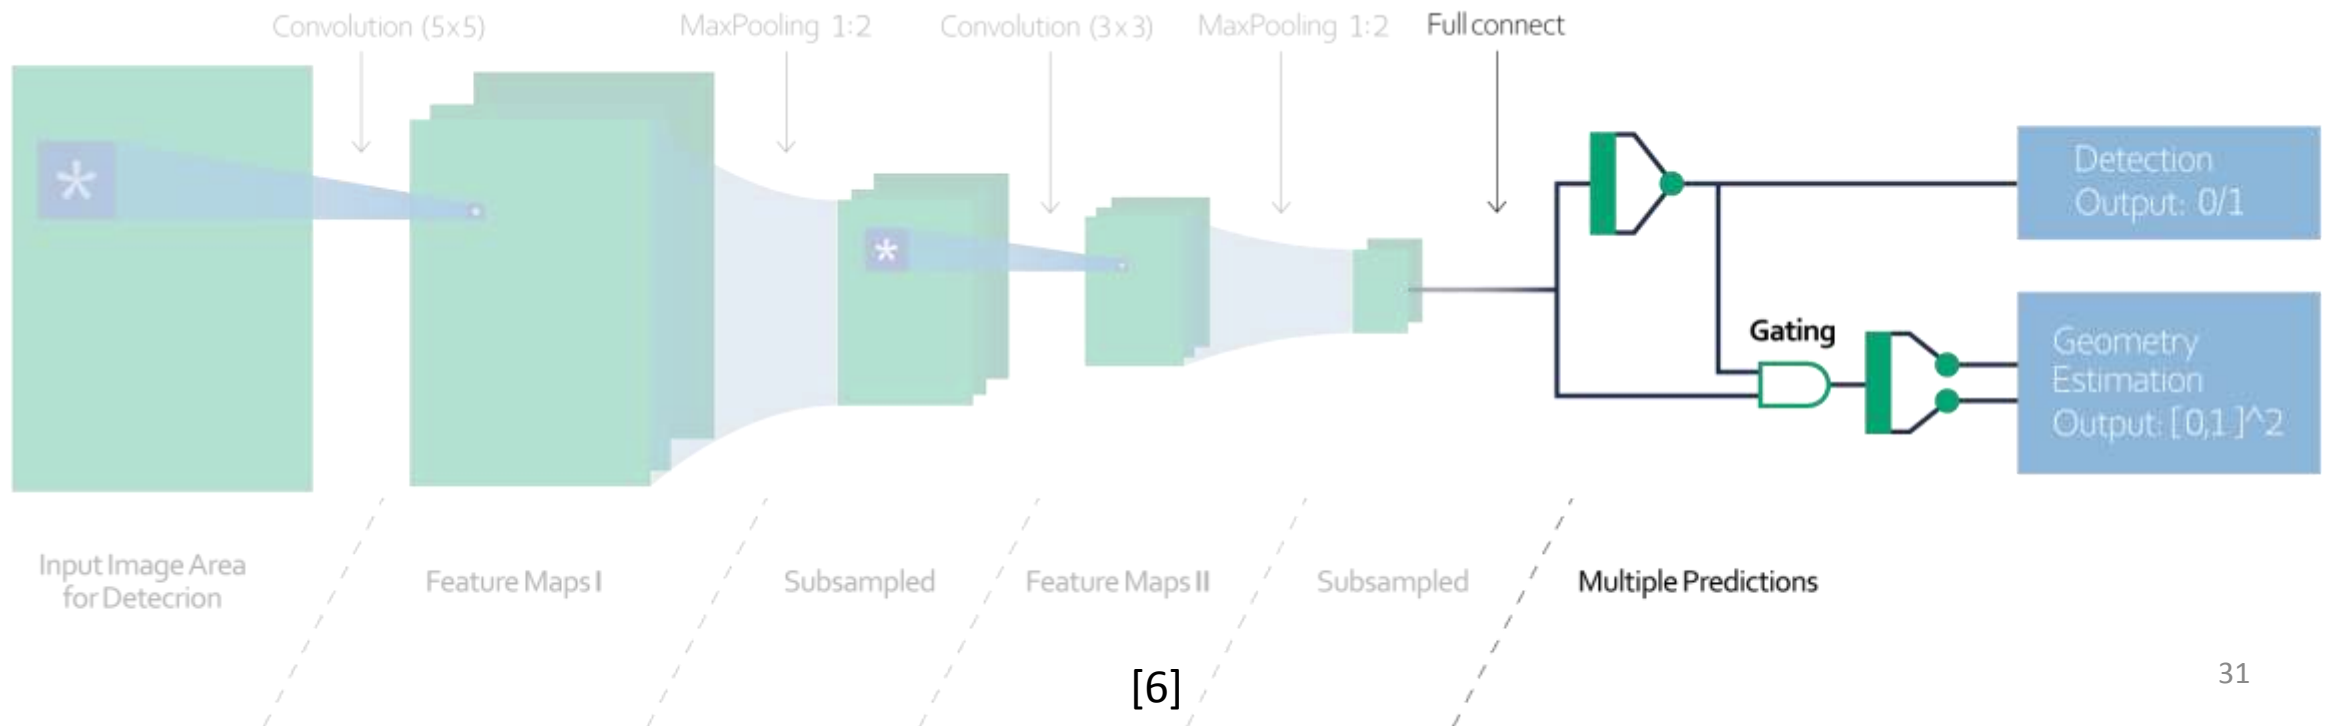 Convolution (5x5)
MaxPooling 1:2
Convolution (3x3)
MaxPooling 1:2
Full connect
*
*
Detection
Output: 0/1
Gating
Geometry
Estimation
Output: [0,1]^2
Input Image Area
for Detecrion
Feature Maps I
Subsampled
Feature Maps II
Subsampled
Multiple Predictions
[6]
31